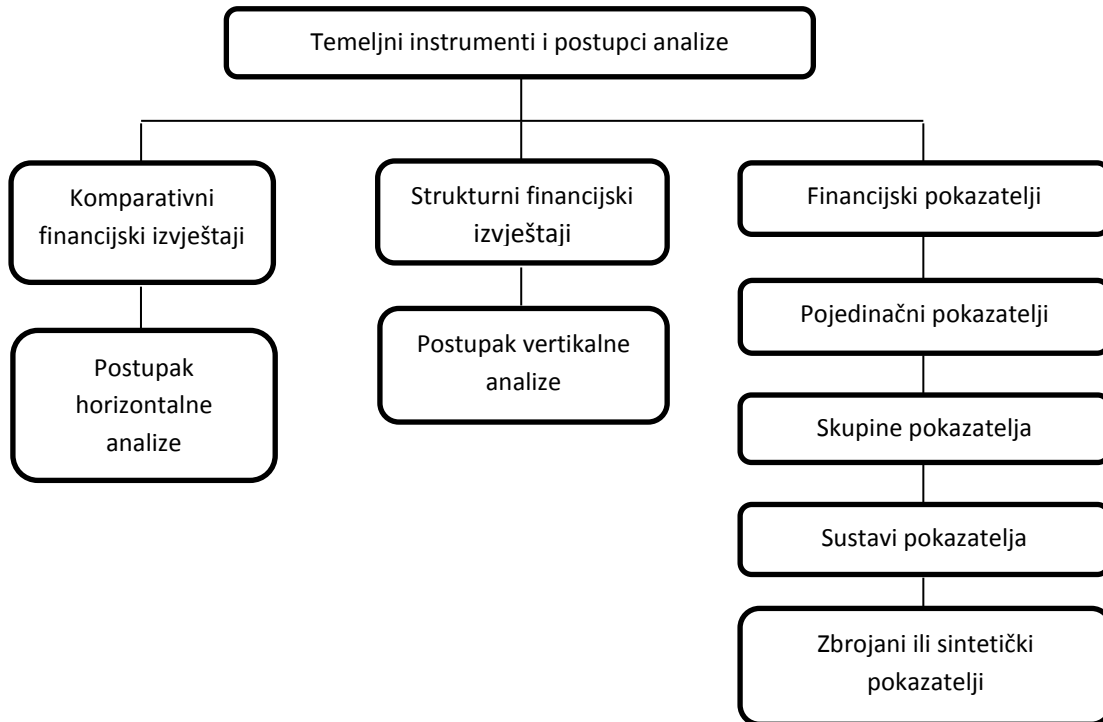 Temeljni instrumenti i postupci analize
Komparativni
financijski izvještaji
Strukturni financijski
izvještaji
Financijski pokazatelji
Postupak
horizontalne
analize
Postupak vertikalne
analize
Pojedinačni pokazatelji
Skupine pokazatelja
Sustavi pokazatelja
Zbrojani ili sintetički
pokazatelji